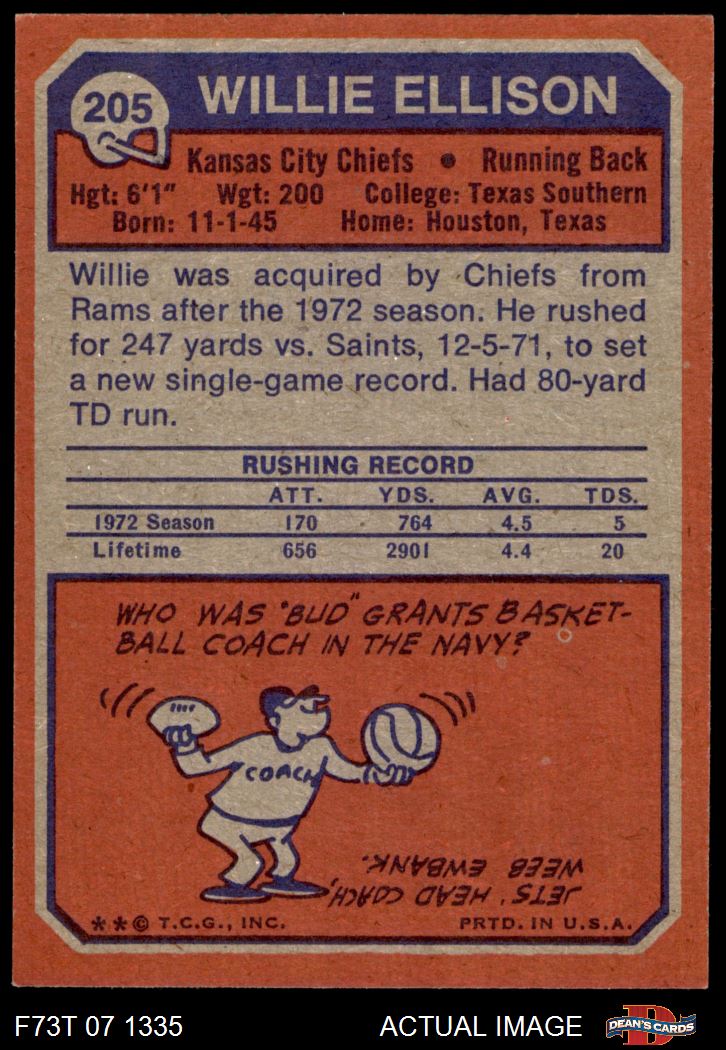 205
WILLIE ELLISON
Kansas City Chiefs • Running Back
Hgt: 6'1" Wgt: 200 College: Texas Southern
Born: 11-1-45 Home: Houston, Texas
Willie was acquired by Chiefs from
Rams after the 1972 season. He rushed
for 247 yards vs. Saints, 12-5-71, to set
a new single-game record. Had 80-yard
TD run.
RUSHING RECORD
ATT. YDS. AVG. TDS.
1972 Season 170 764 4.5 5
Lifetime 656 2901 4.4 20
WHO WAS "BUD" GRANTS BASKET-
BALL COACH IN THE NAVY?
COACH
JETS' HEAD COACH,
WEEB EWBANK.
**© T.C.G., INC. PRTD. IN U.S.A.
F73T 07 1335 ACTUAL IMAGE
D
DEAN'S CARDS